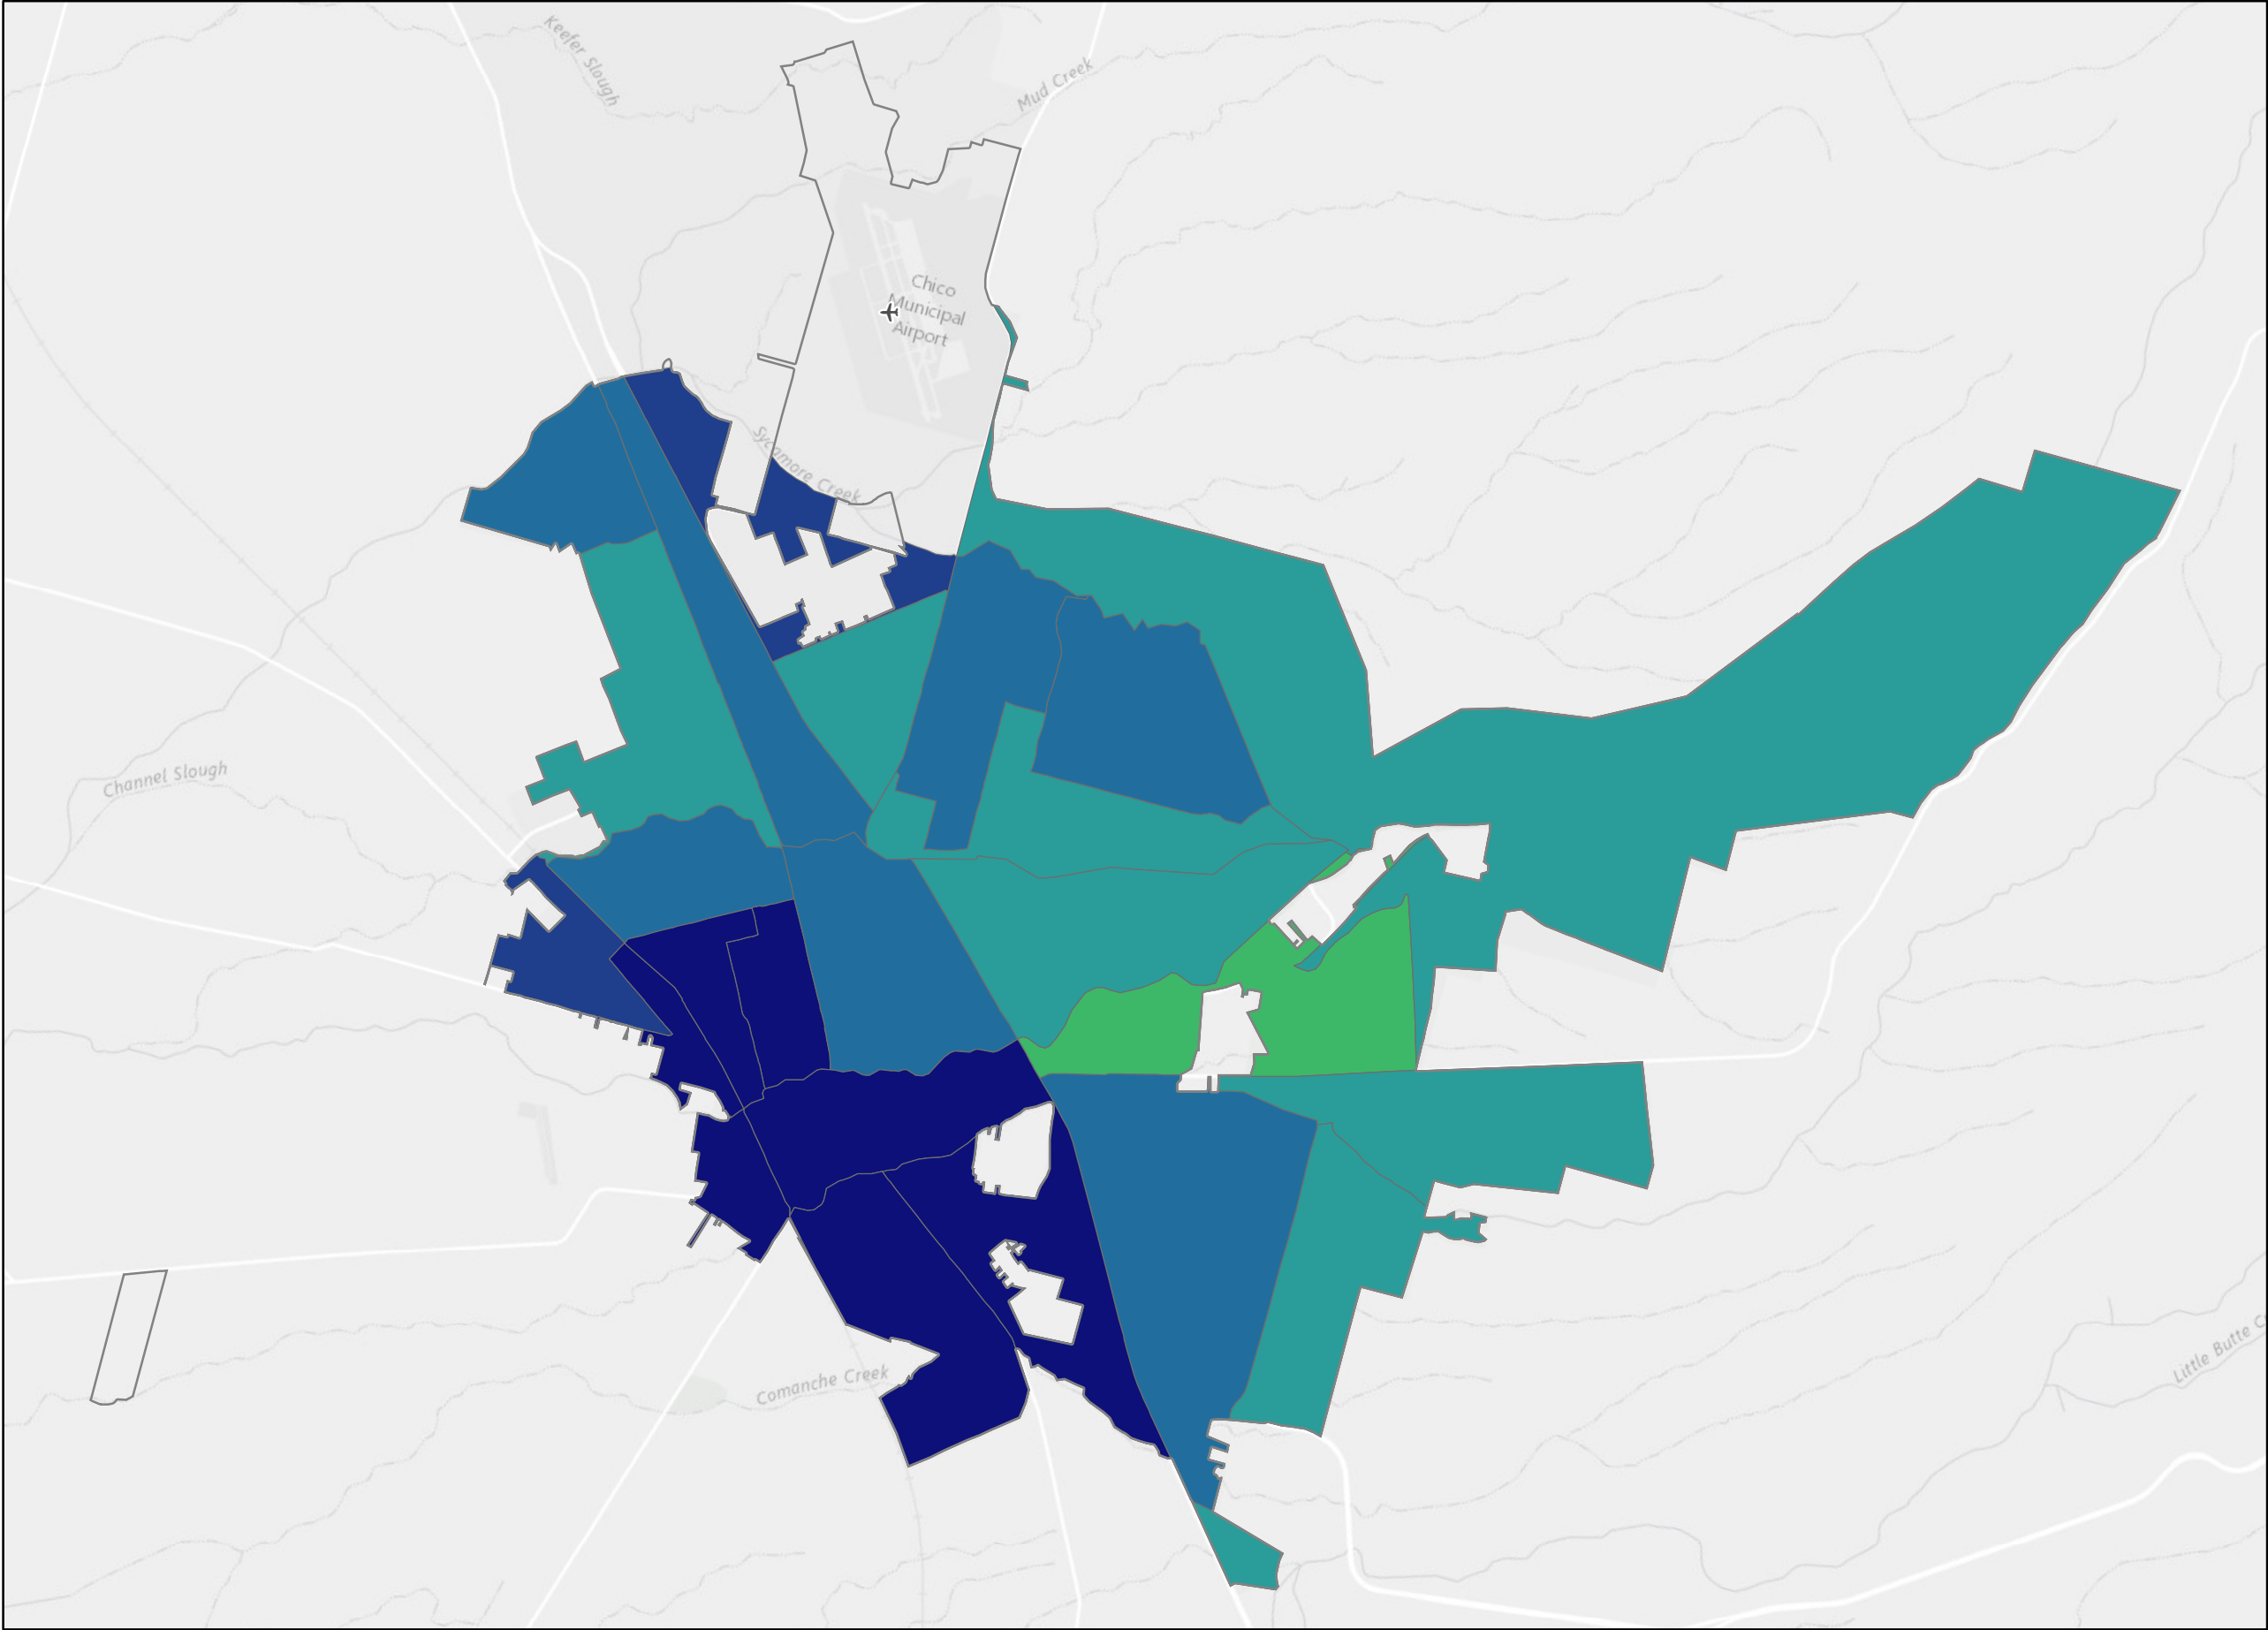 Keefer Slough
Mud Creek
Chico
Municipal
Airport
Sycamore Creek
Channel Slough
Comanche Creek
Little Butte C